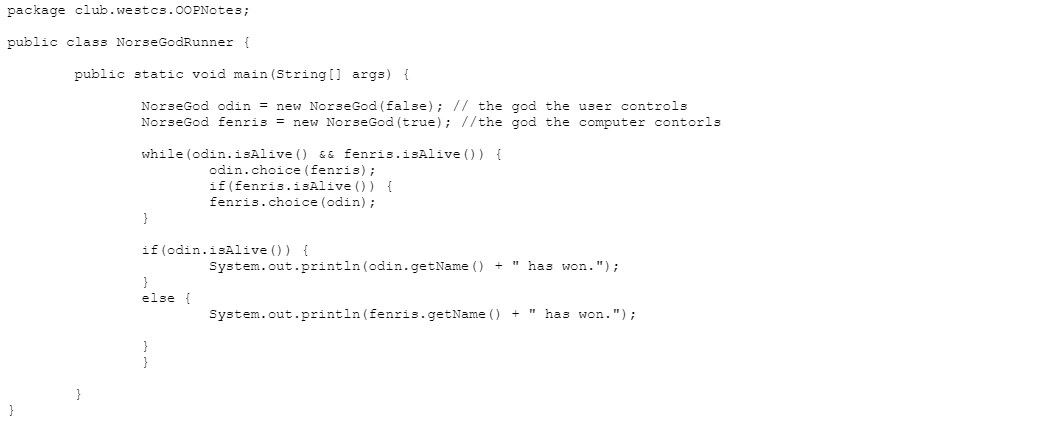 package club.westcs.OOPNotes;
public class NorseGodRunner {
public static void main(String[] args) {
NorseGod odin = new NorseGod(false); // the god the user controls
NorseGod fenris = new NorseGod(true); //the god the computer contorls
while(odin.isAlive() && fenris.isAlive()) {
odin.choice(fenris);
if(fenris.isAlive()) {
fenris.choice(odin);
}
if(odin.isAlive()) {
System.out.println(odin.getName() + " has won.");
}
else {
System.out.println(fenris.getName() + " has won.");
}
}
}
}